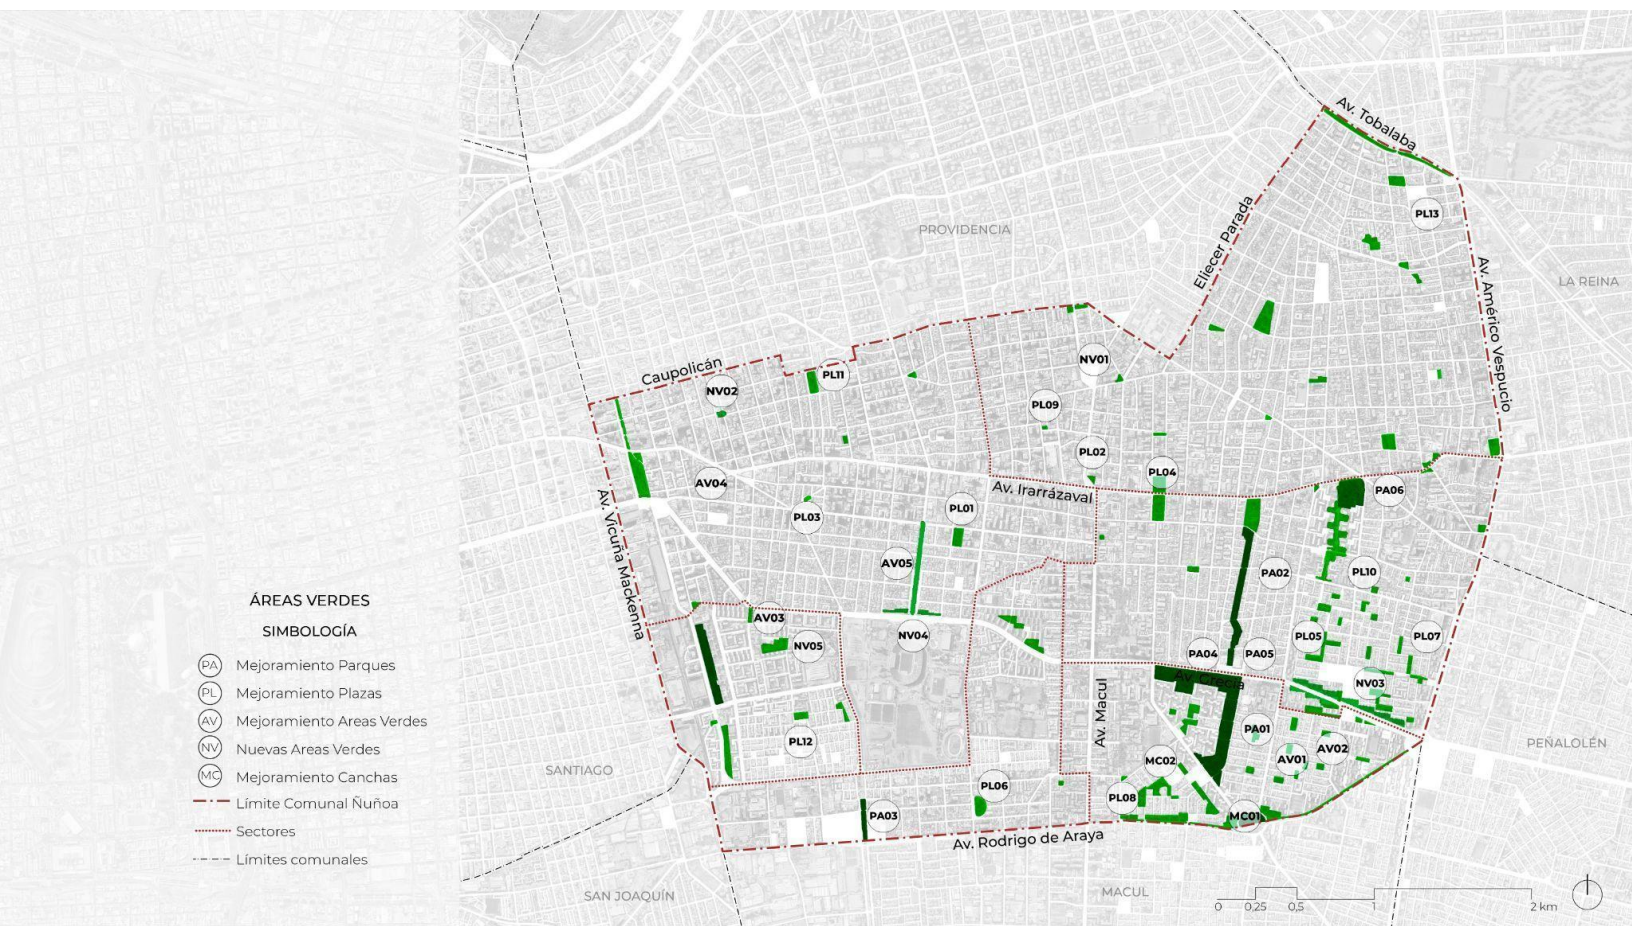 Av. Tobalaba
PL13
Eliecer Parada
PROVIDENCIA
LA REINA
Av. Américo Vespucio
Caupolicán
NV02
PL11
NV01
PL09
PL02
PL04
Av. Irarrázaval
PA06
AV04
PL03
PL01
Av. Vicuña Mackenna
AV05
PA02
PL10
ÁREAS VERDES
SIMBOLOGÍA
PA Mejoramiento Parques
PL Mejoramiento Plazas
AV Mejoramiento Areas Verdes
NV Nuevas Areas Verdes
MC Mejoramiento Canchas
Límite Comunal Ñuñoa
Sectores
Límites comunales
AV03
NV05
NV04
PL05
PL07
PA04
PA05
Av. Grecia
NV03
Av. Macul
PA01
PL12
MC02
AV01
AV02
PEÑALOLÉN
SANTIAGO
PL06
PL08
PA03
MC01
Av. Rodrigo de Araya
SAN JOAQUÍN
MACUL
0 0,25 0,5 1 2 km